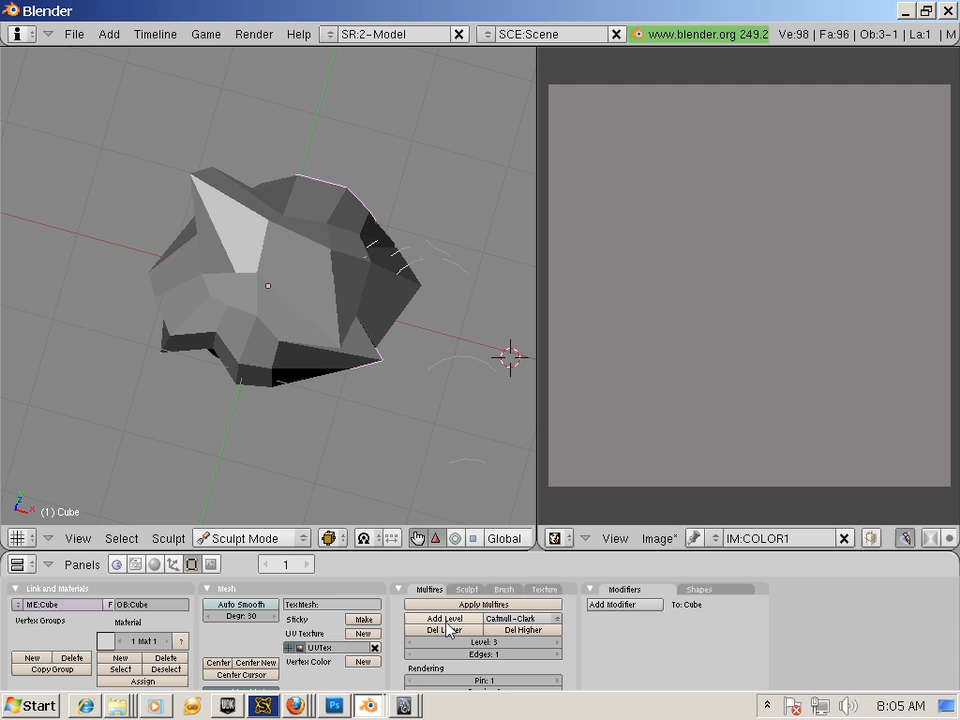 Blender
File Add Timeline Game Render Help SR:2-Model SCE:Scene www.blender.org 249.2 Ve:98 | Fa:96 | Ob:3-1 | La:1 | M
(1) Cube
View Select Sculpt Sculpt Mode Global
View Image* IM:COLOR1
Panels 1
Link and Materials
ME:Cube F OB:Cube
Vertex Groups
Material
1 Mat 1 ?
New Delete New Delete
Copy Group Select Deselect
Assign
Mesh
Auto Smooth TexMesh:
Degr: 30 Sticky Make
UV Texture New
UVTex
Center Center New Vertex Color New
Center Cursor
Multires Sculpt Brush Texture
Apply Multires
Add Level Catmull-Clark
Del Lower Del Higher
Level: 3
Edges: 1
Rendering
Pin: 1
Modifiers Shapes
Add Modifier To: Cube
Start UDK Ps 8:05 AM